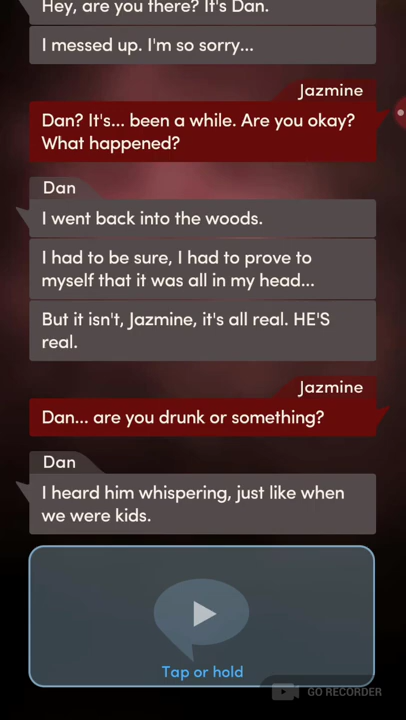 Hey, are you there? It's Dan.
I messed up. I'm so sorry...
Jazmine
Dan? It's... been a while. Are you okay?
What happened?
Dan
I went back into the woods.
I had to be sure, I had to prove to
myself that it was all in my head...
But it isn't, Jazmine, it's all real. HE'S
real.
Jazmine
Dan... are you drunk or something?
Dan
I heard him whispering, just like when
we were kids.
Tap or hold
GO RECORDER